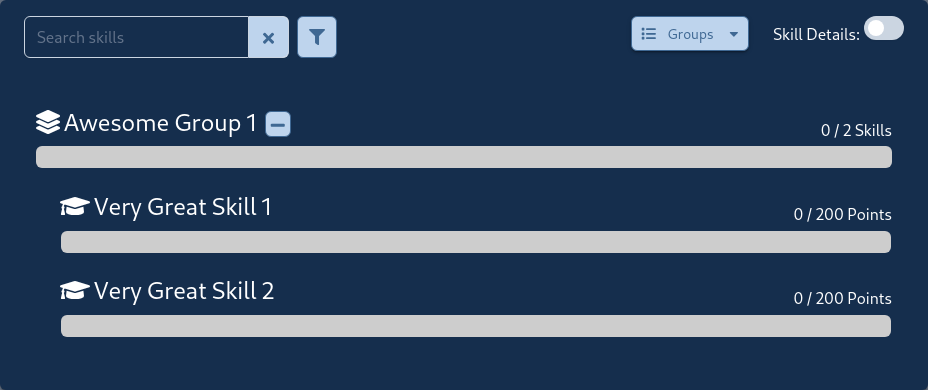 Search skills
Groups
Skill Details:
Awesome Group 1
0 / 2 Skills
Very Great Skill 1
0 / 200 Points
Very Great Skill 2
0 / 200 Points